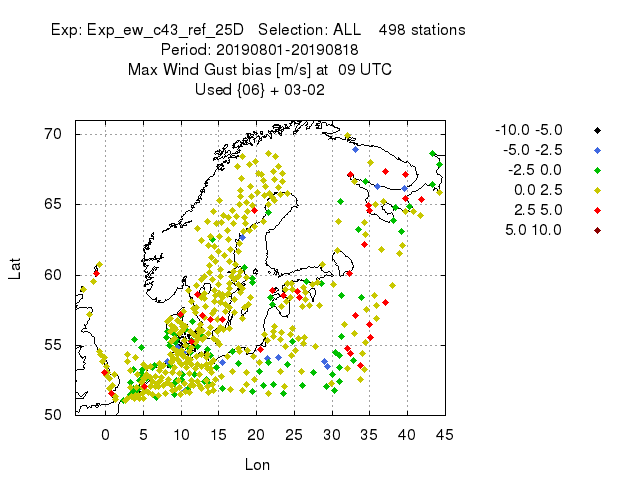 Exp: Exp_ew_c43_ref_25D Selection: ALL 498 stations
Period: 20190801-20190818
Max Wind Gust bias [m/s] at 09 UTC
Used {06} + 03-02
70
65
60
55
50
Lat
0 5 10 15 20 25 30 35 40 45
Lon
-10.0 -5.0
-5.0 -2.5
-2.5 0.0
0.0 2.5
2.5 5.0
5.0 10.0